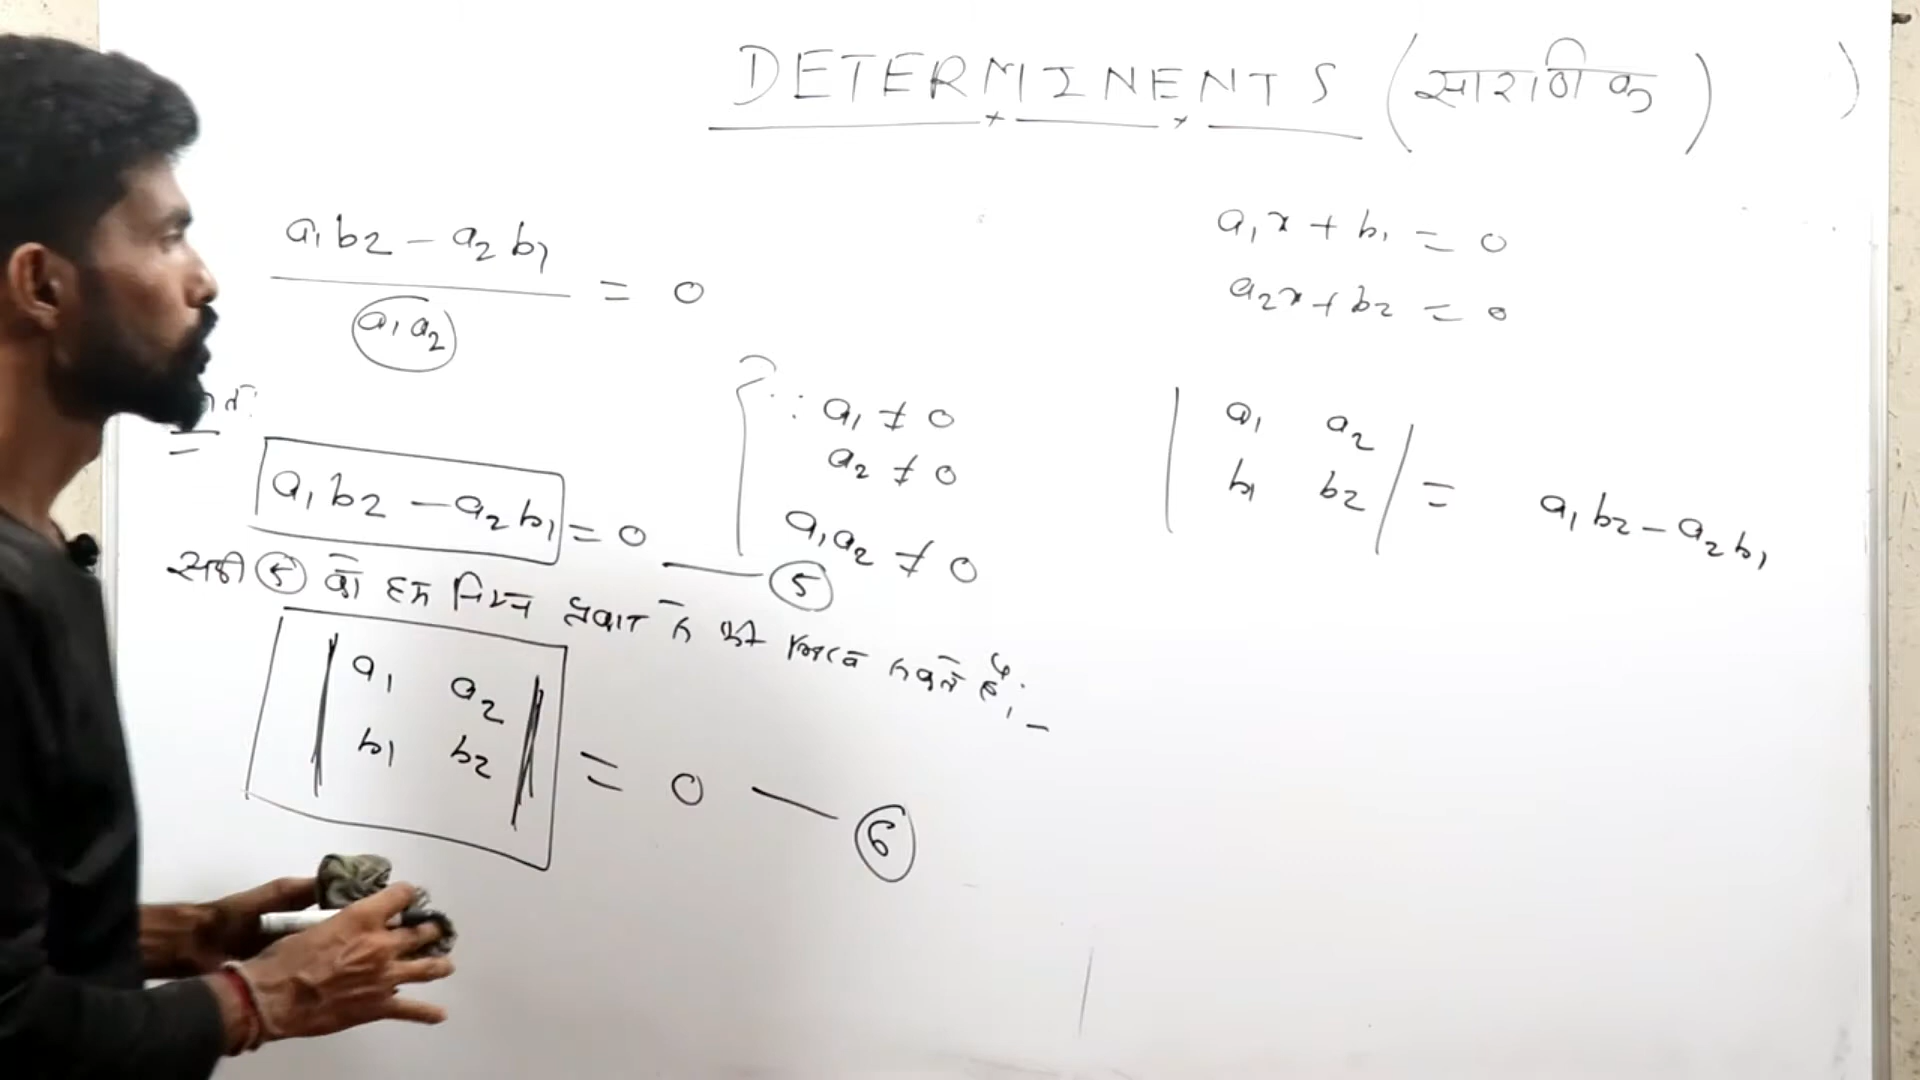 DETERMINENTS (सारणिक)
a₁b₂ - a₂b₁
a₁a₂
= 0
a₁b₂ - a₂b₁ = 0 — ⑤
∵ a₁ ≠ 0
a₂ ≠ 0
a₁a₂ ≠ 0
समी ⑤ को हम निम्न प्रकार से भी लिख सकते हैं;-
| a₁ a₂ |
| b₁ b₂ | = 0 — ⑥
a₁x + b₁ = 0
a₂x + b₂ = 0
| a₁ a₂ |
| b₁ b₂ | = a₁b₂ - a₂b₁